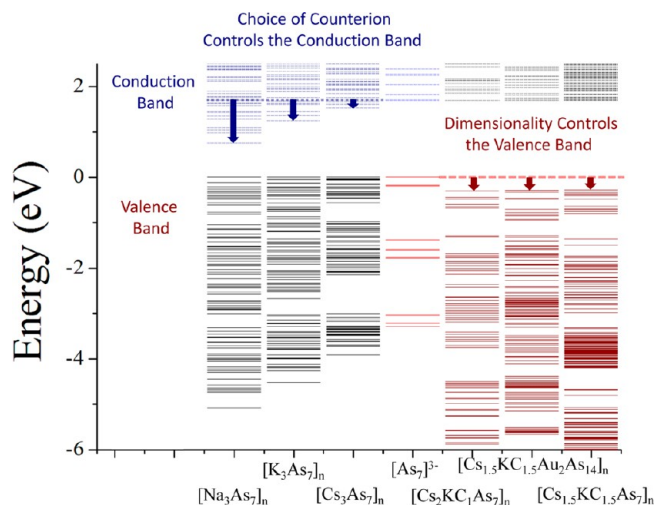 Choice of Counterion
Controls the Conduction Band
Conduction
Band
Dimensionality Controls
the Valence Band
Valence
Band
Energy (eV)
2
0
-2
-4
-6
[K₃As₇]ₙ [As₇]³⁻ [Cs₁.₅KC₁.₅Au₂As₁₄]ₙ
[Na₃As₇]ₙ [Cs₃As₇]ₙ [Cs₂KC₁As₇]ₙ [Cs₁.₅KC₁.₅As₇]ₙ